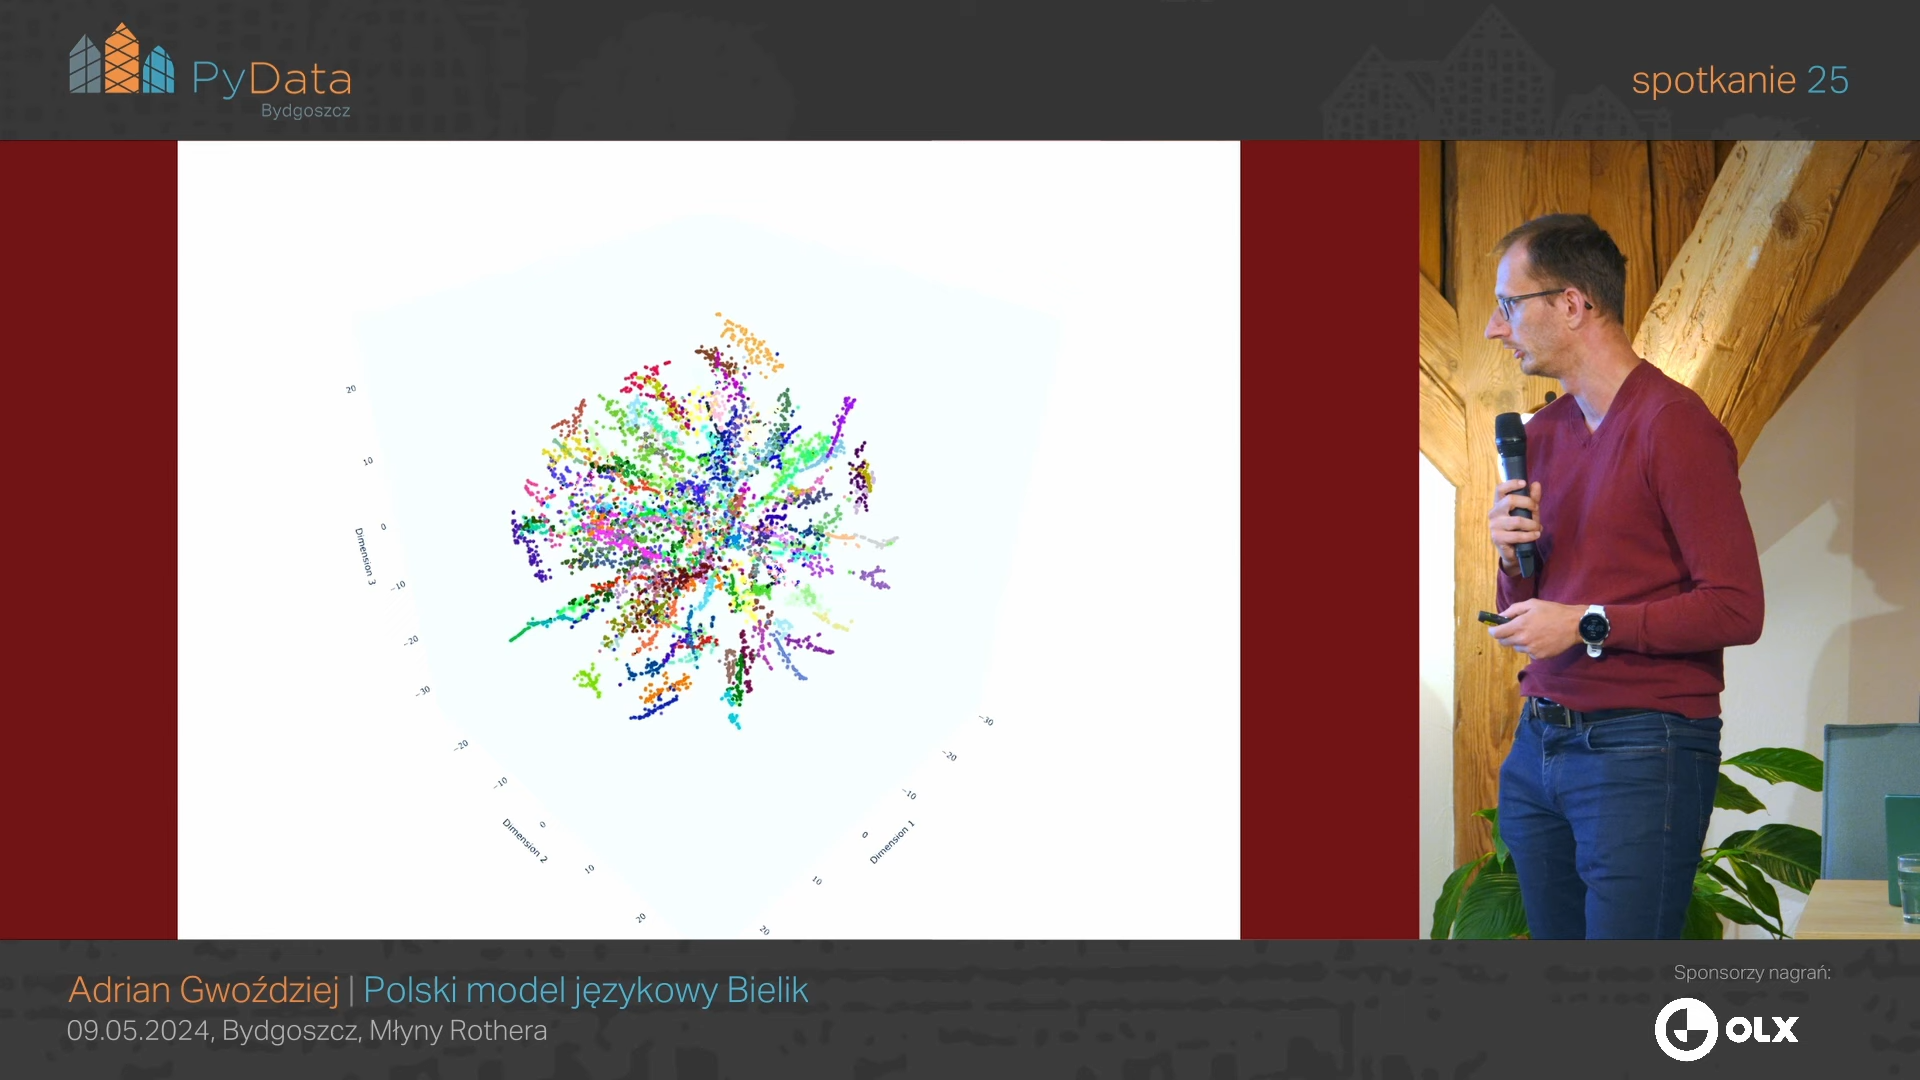 PyData
Bydgoszcz
spotkanie 25
20
10
0
Dimension 3
−10
−20
−30
−20
−10
0
Dimension 2
10
20
−30
−20
−10
0
Dimension 1
10
20
Adrian Gwoździej | Polski model językowy Bielik
09.05.2024, Bydgoszcz, Młyny Rothera
Sponsorzy nagrań:
OLX